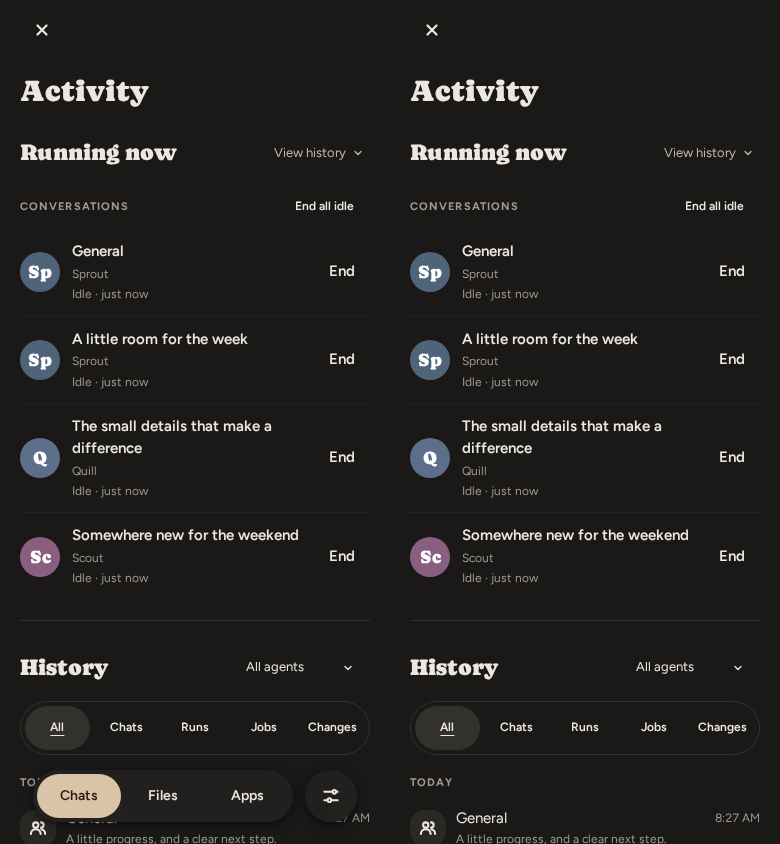 Activity
Running now
View history
CONVERSATIONS
End all idle
Sp
General
Sprout
Idle · just now
End
Sp
A little room for the week
Sprout
Idle · just now
End
Q
The small details that make a
difference
Quill
Idle · just now
End
Sc
Somewhere new for the weekend
Scout
Idle · just now
End
History
All agents
All
Chats
Runs
Jobs
Changes
Chats
Files
Apps
A little progress, and a clear next step.
Activity
Running now
View history
CONVERSATIONS
End all idle
Sp
General
Sprout
Idle · just now
End
Sp
A little room for the week
Sprout
Idle · just now
End
Q
The small details that make a
difference
Quill
Idle · just now
End
Sc
Somewhere new for the weekend
Scout
Idle · just now
End
History
All agents
All
Chats
Runs
Jobs
Changes
TODAY
General
8:27 AM
A little progress, and a clear next step.